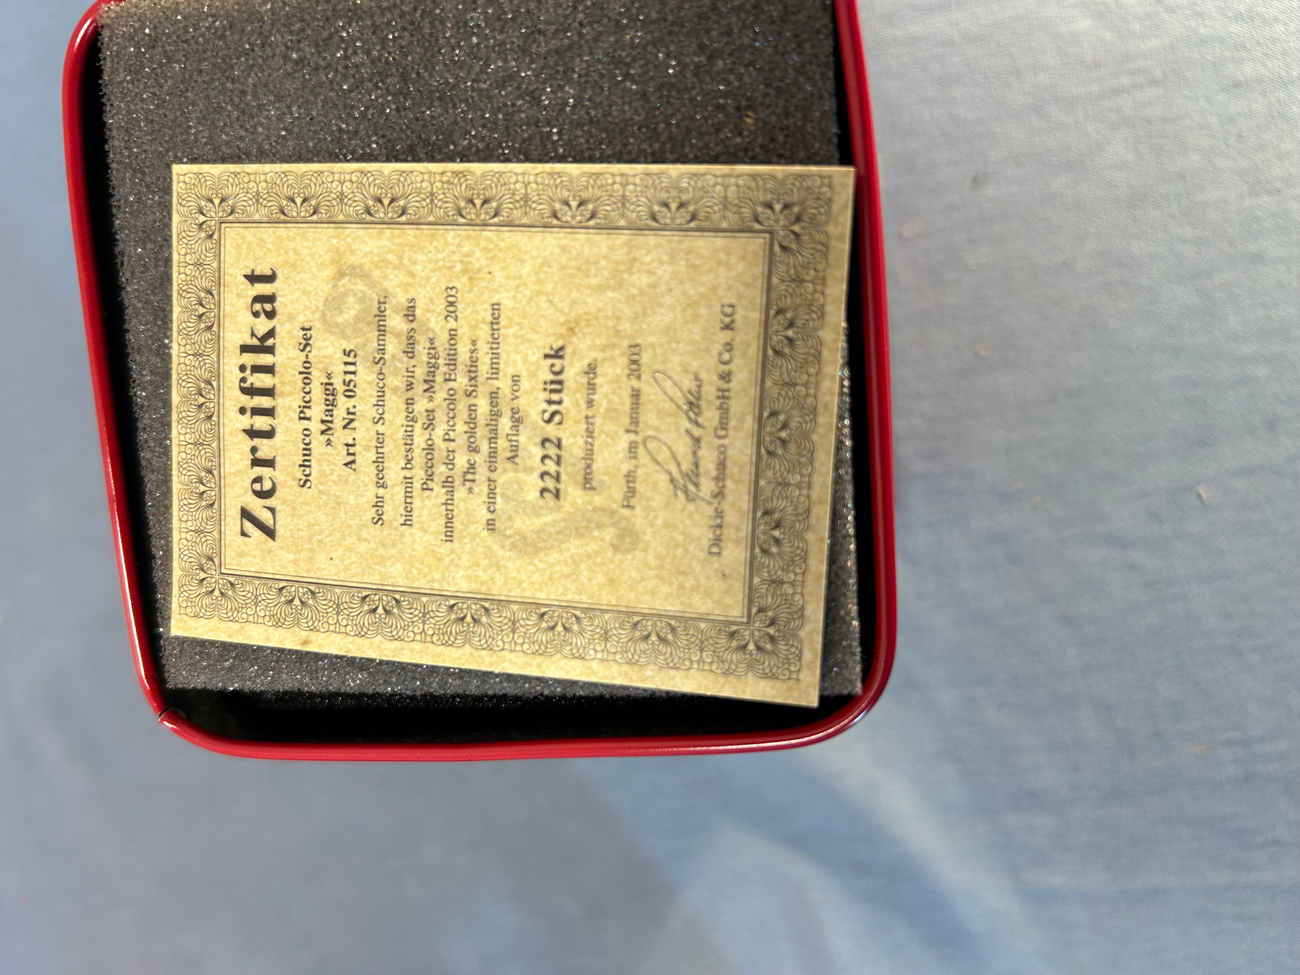 Zertifikat
Schuco Piccolo-Set
»Maggi«
Art. Nr. 05115
Sehr geehrter Schuco-Sammler,
hiermit bestätigen wir, dass das
Piccolo-Set »Maggi«
innerhalb der Piccolo Edition 2003
»The golden Sixties«
in einer einmaligen, limitierten
Auflage von
2222 Stück
produziert wurde.
Fürth, im Januar 2003
Dickie-Schuco GmbH & Co. KG